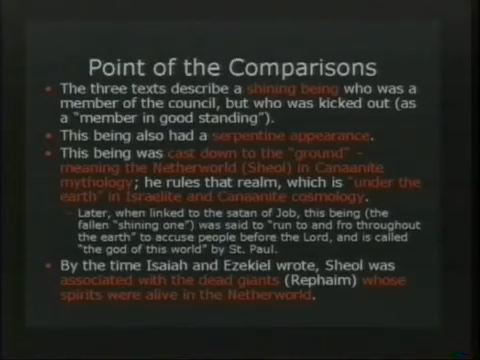 Point of the Comparisons
• The three texts describe a shining being who was a
member of the council, but who was kicked out (as
a "member in good standing").
• This being also had a serpentine appearance.
• This being was cast down to the "ground" –
meaning the Netherworld (Sheol) in Canaanite
mythology; he rules that realm, which is "under the
earth" in Israelite and Canaanite cosmology.
– Later, when linked to the satan of Job, this being (the
fallen "shining one") was said to "run to and fro throughout
the earth" to accuse people before the Lord, and is called
"the god of this world" by St. Paul.
• By the time Isaiah and Ezekiel wrote, Sheol was
associated with the dead giants (Rephaim) whose
spirits were alive in the Netherworld.